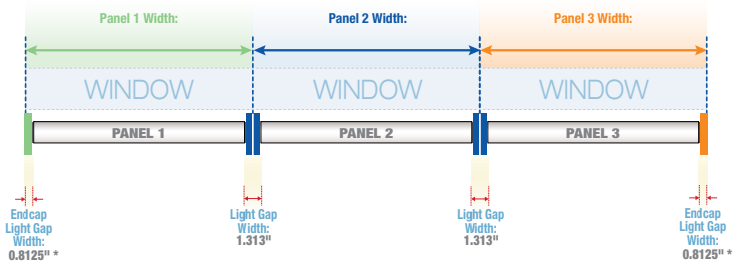 Panel 1 Width: Panel 2 Width: Panel 3 Width:
WINDOW WINDOW WINDOW
PANEL 1 PANEL 2 PANEL 3
Endcap
Light Gap
Width:
0.8125" *
Light Gap
Width:
1.313"
Light Gap
Width:
1.313"
Endcap
Light Gap
Width:
0.8125" *